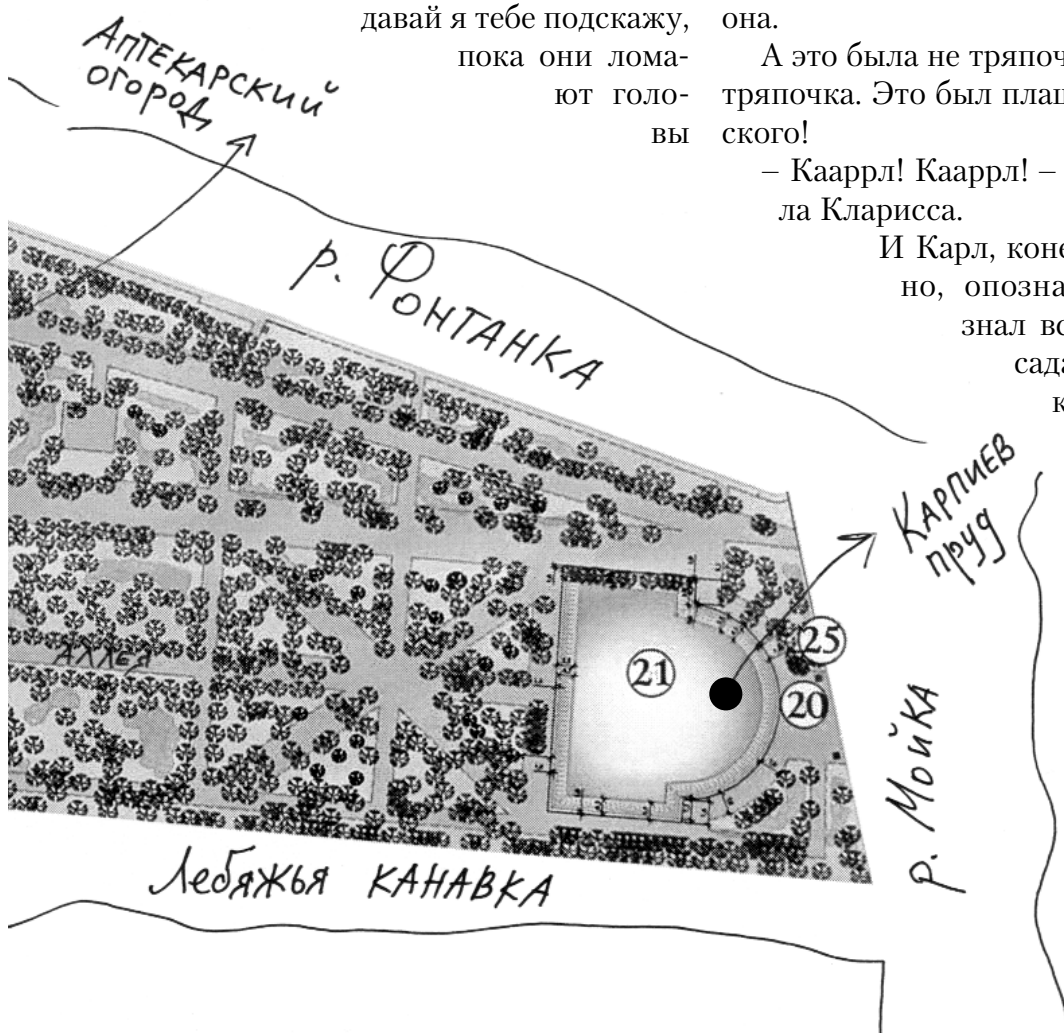 давай я тебе подскажу,
пока они лома-
ют голо-
вы
она.
А это была не тряпоч
тряпочка. Это был плащ
ского!
– Кааррл! Кааррл! –
ла Кларисса.
И Карл, коне
но, опозна
знал вс
сада
к
АПТЕКАРСКИЙ
ОГОРОД
р. ФОНТАНКА
КАРПИЕВ
ПРУД
25
21
20
АЛЛЕЯ
р. МОЙКА
Лебяжья КАНАВКА